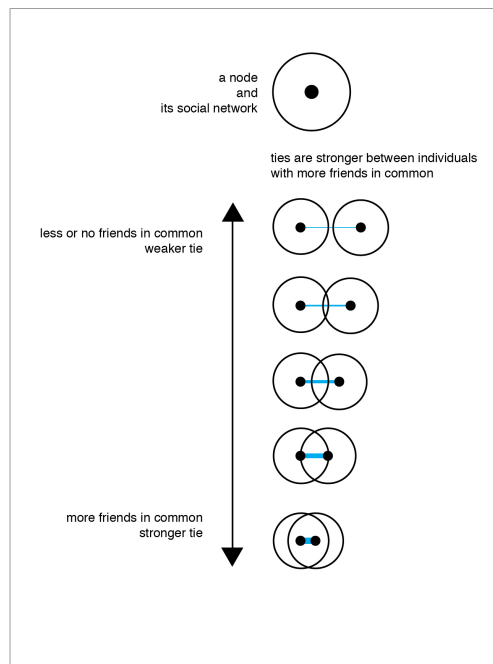 a node
and
its social network
ties are stronger between individuals
with more friends in common
less or no friends in common
weaker tie
more friends in common
stronger tie